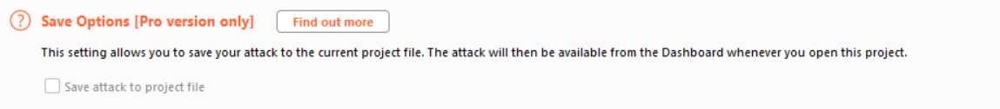 ? Save Options [Pro version only] Find out more
This setting allows you to save your attack to the current project file. The attack will then be available from the Dashboard whenever you open this project.
Save attack to project file